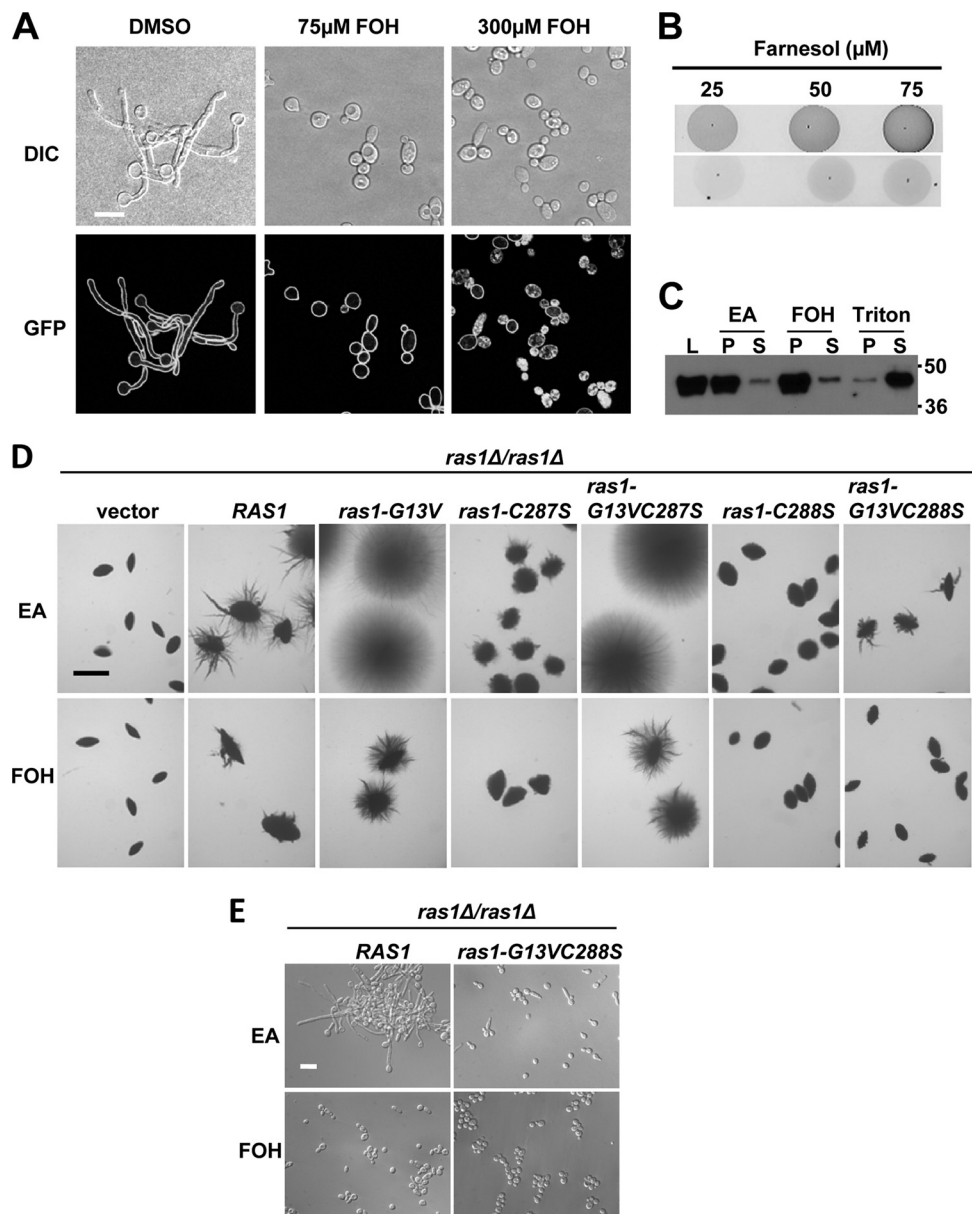 A
DMSO 75µM FOH 300µM FOH
DIC
GFP
B
Farnesol (µM)
25 50 75
C
EA FOH Triton
L P S P S P S
50
36
D
ras1Δ/ras1Δ
vector RAS1 ras1-G13V ras1-C287S ras1-G13VC287S ras1-C288S ras1-G13VC288S
EA
FOH
E
ras1Δ/ras1Δ
RAS1 ras1-G13VC288S
EA
FOH